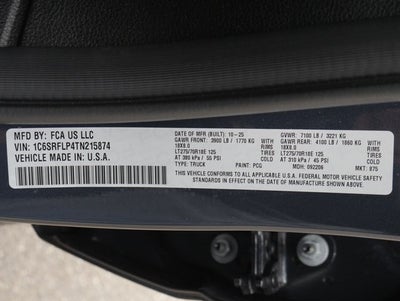 MFD BY: FCA US LLC
VIN: 1C6SRFLP4TN215874
VEHICLE MADE IN: U.S.A.
DATE OF MFR (BUILT): 10-25 GVWR: 7100 LB / 3221 KG
GAWR FRONT: 3900 LB / 1770 KG WITH GAWR REAR: 4100 LB / 1860 KG WITH
18X8.0 RIMS 18X8.0 RIMS
LT275/70R18E 125 TIRES LT275/70R18E 125 TIRES
AT 380 kPa / 55 PSI COLD AT 310 kPa / 45 PSI COLD
TYPE: TRUCK PAINT: PCG MDH: 092206 MKT: 875
THIS VEHICLE CONFORMS TO ALL APPLICABLE U.S.A. FEDERAL MOTOR VEHICLE SAFETY
STANDARDS IN EFFECT ON THE DATE OF MANUFACTURE SHOWN ABOVE